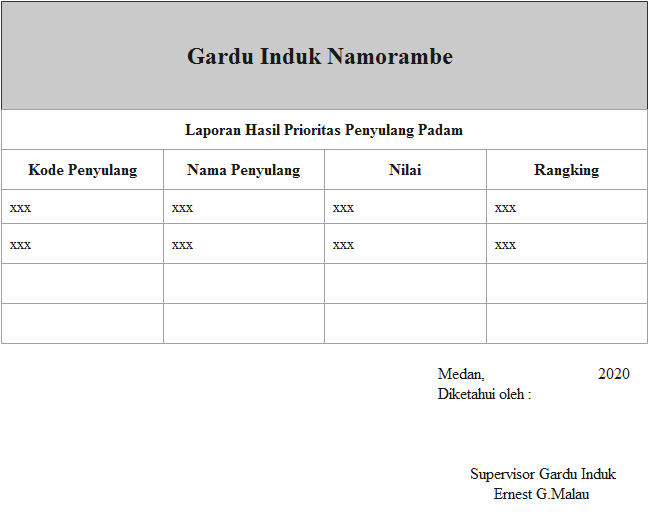 Gardu Induk Namorambe
Laporan Hasil Prioritas Penyulang Padam
Kode Penyulang Nama Penyulang Nilai Rangking
xxx xxx xxx xxx
xxx xxx xxx xxx
Medan, 2020
Diketahui oleh :
Supervisor Gardu Induk
Ernest G.Malau